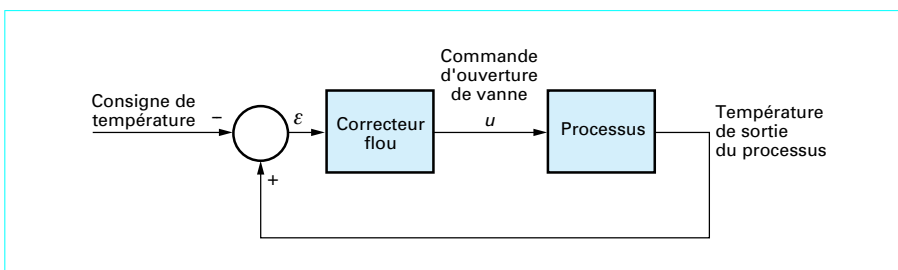 Commande
d'ouverture
de vanne
Consigne de
température
−
ε
Correcteur
flou
u
Processus
Température
de sortie
du processus
+